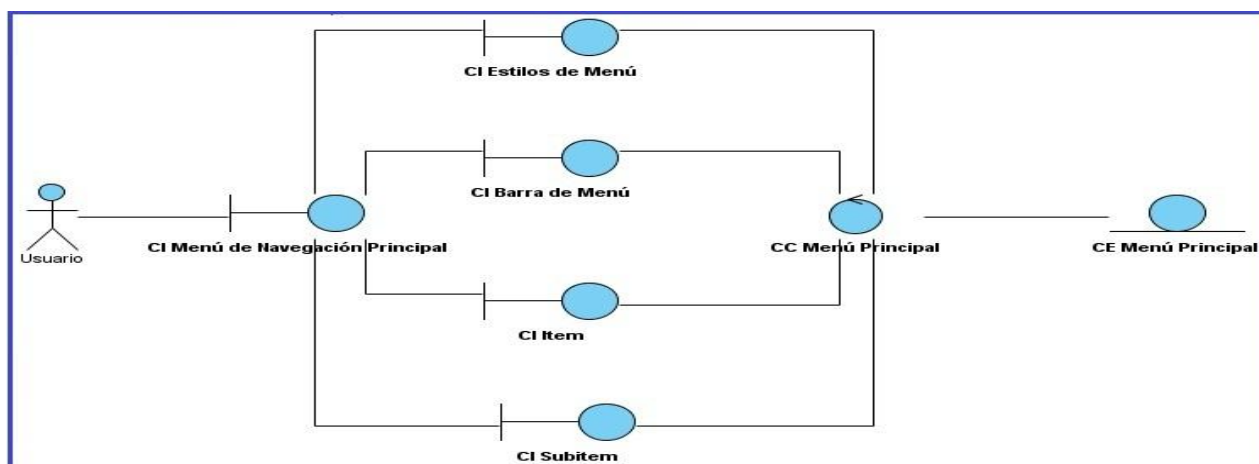 CI Estilos de Menú
CI Barra de Menú
Usuario
CI Menú de Navegación Principal
CC Menú Principal
CE Menú Principal
CI Item
CI Subitem